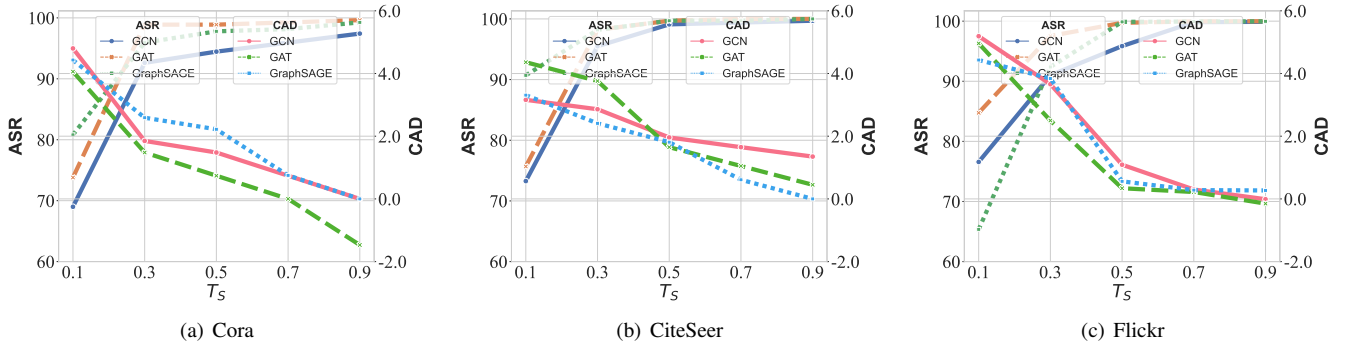 ASR CAD
GCN GCN
GAT GAT
GraphSAGE GraphSAGE
100
90
80
70
60
ASR
6.0
4.0
2.0
0.0
-2.0
CAD
0.1 0.3 0.5 0.7 0.9
T_S
(a) Cora
ASR CAD
GCN GCN
GAT GAT
GraphSAGE GraphSAGE
100
90
80
70
60
ASR
6.0
4.0
2.0
0.0
-2.0
CAD
0.1 0.3 0.5 0.7 0.9
T_S
(b) CiteSeer
ASR CAD
GCN GCN
GAT GAT
GraphSAGE GraphSAGE
100
90
80
70
60
ASR
6.0
4.0
2.0
0.0
-2.0
CAD
0.1 0.3 0.5 0.7 0.9
T_S
(c) Flickr